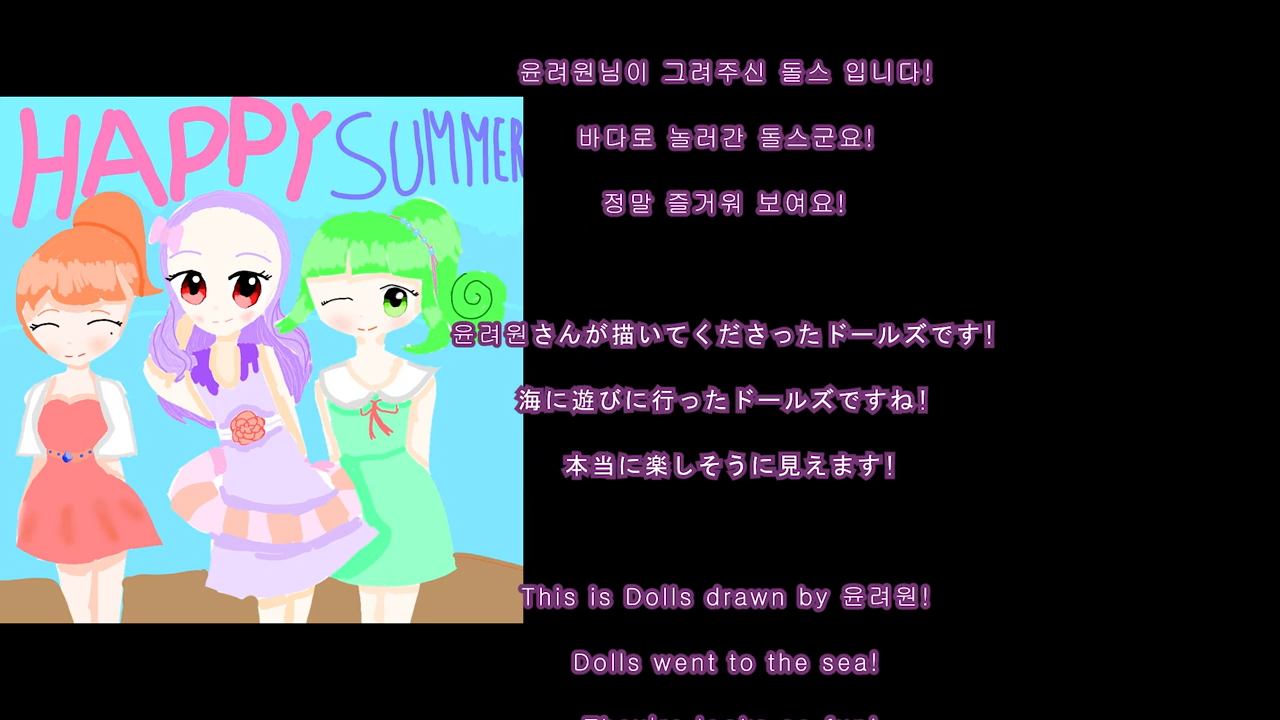 HAPPY SUMMER
윤려원님이 그려주신 돌스 입니다!
바다로 놀러간 돌스군요!
정말 즐거워 보여요!
윤려원さんが描いてくださったドールズです!
海に遊びに行ったドールズですね!
本当に楽しそうに見えます!
This is Dolls drawn by 윤려원!
Dolls went to the sea!